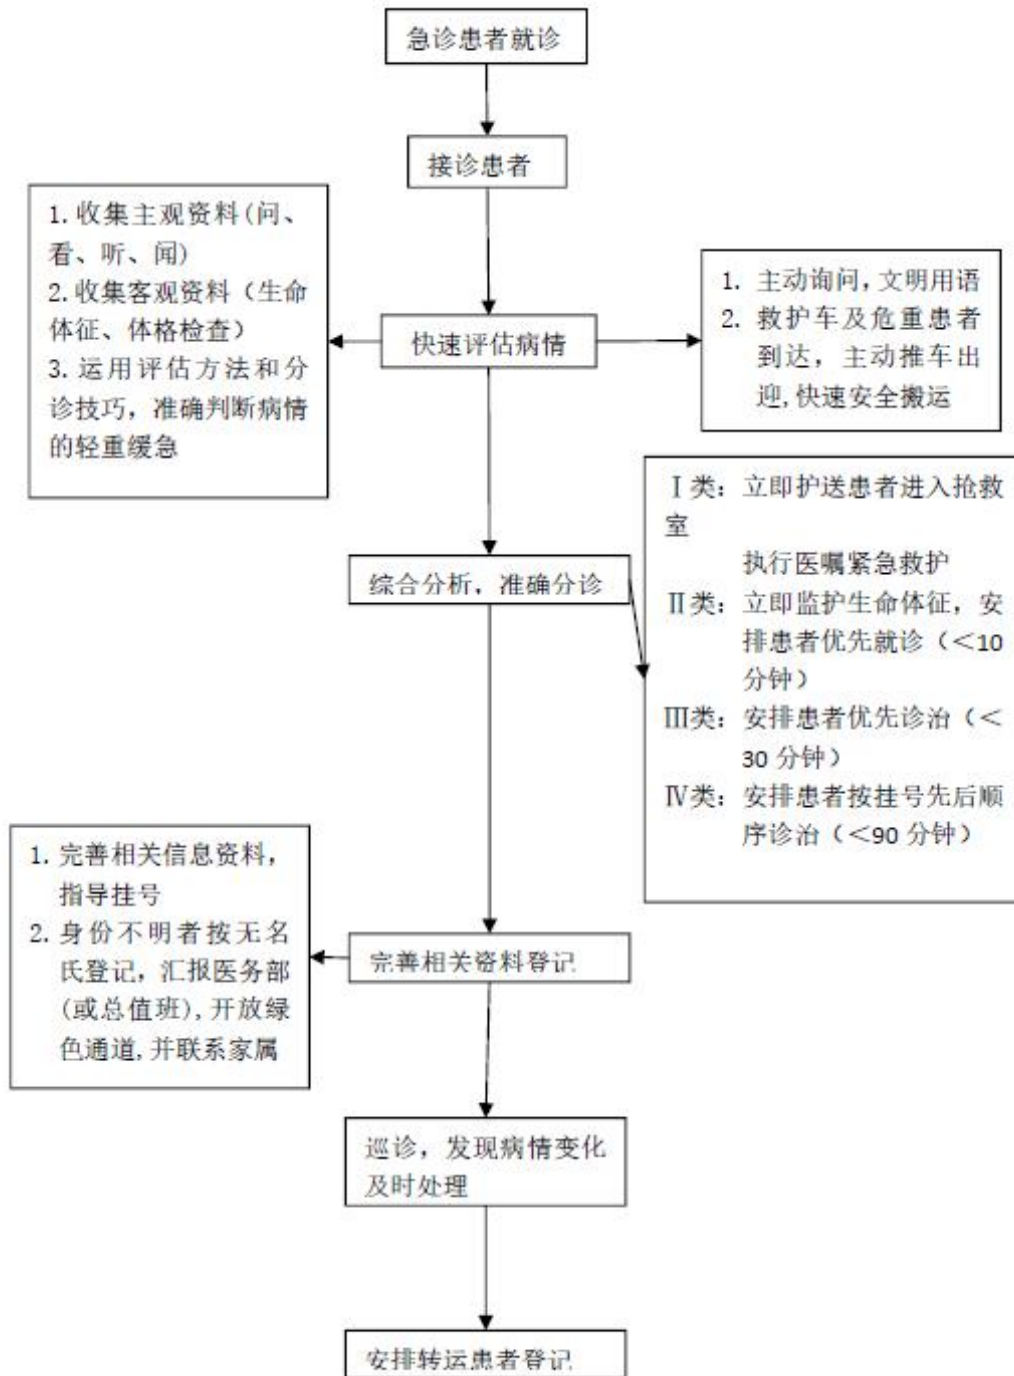 急诊患者就诊
接诊患者
1. 收集主观资料(问、
看、听、闻)
2. 收集客观资料（生命
体征、体格检查）
3. 运用评估方法和分
诊技巧，准确判断病情
的轻重缓急
快速评估病情
1. 主动询问,文明用语
2. 救护车及危重患者
到达，主动推车出
迎,快速安全搬运
综合分析，准确分诊
Ⅰ类：立即护送患者进入抢救
室
执行医嘱紧急救护
Ⅱ类：立即监护生命体征，安
排患者优先就诊（＜10
分钟）
Ⅲ类：安排患者优先诊治（＜
30 分钟）
Ⅳ类：安排患者按挂号先后顺
序诊治（＜90 分钟）
1. 完善相关信息资料，
指导挂号
2. 身份不明者按无名
氏登记，汇报医务部
(或总值班),开放绿
色通道,并联系家属
完善相关资料登记
巡诊，发现病情变化
及时处理
安排转运患者登记